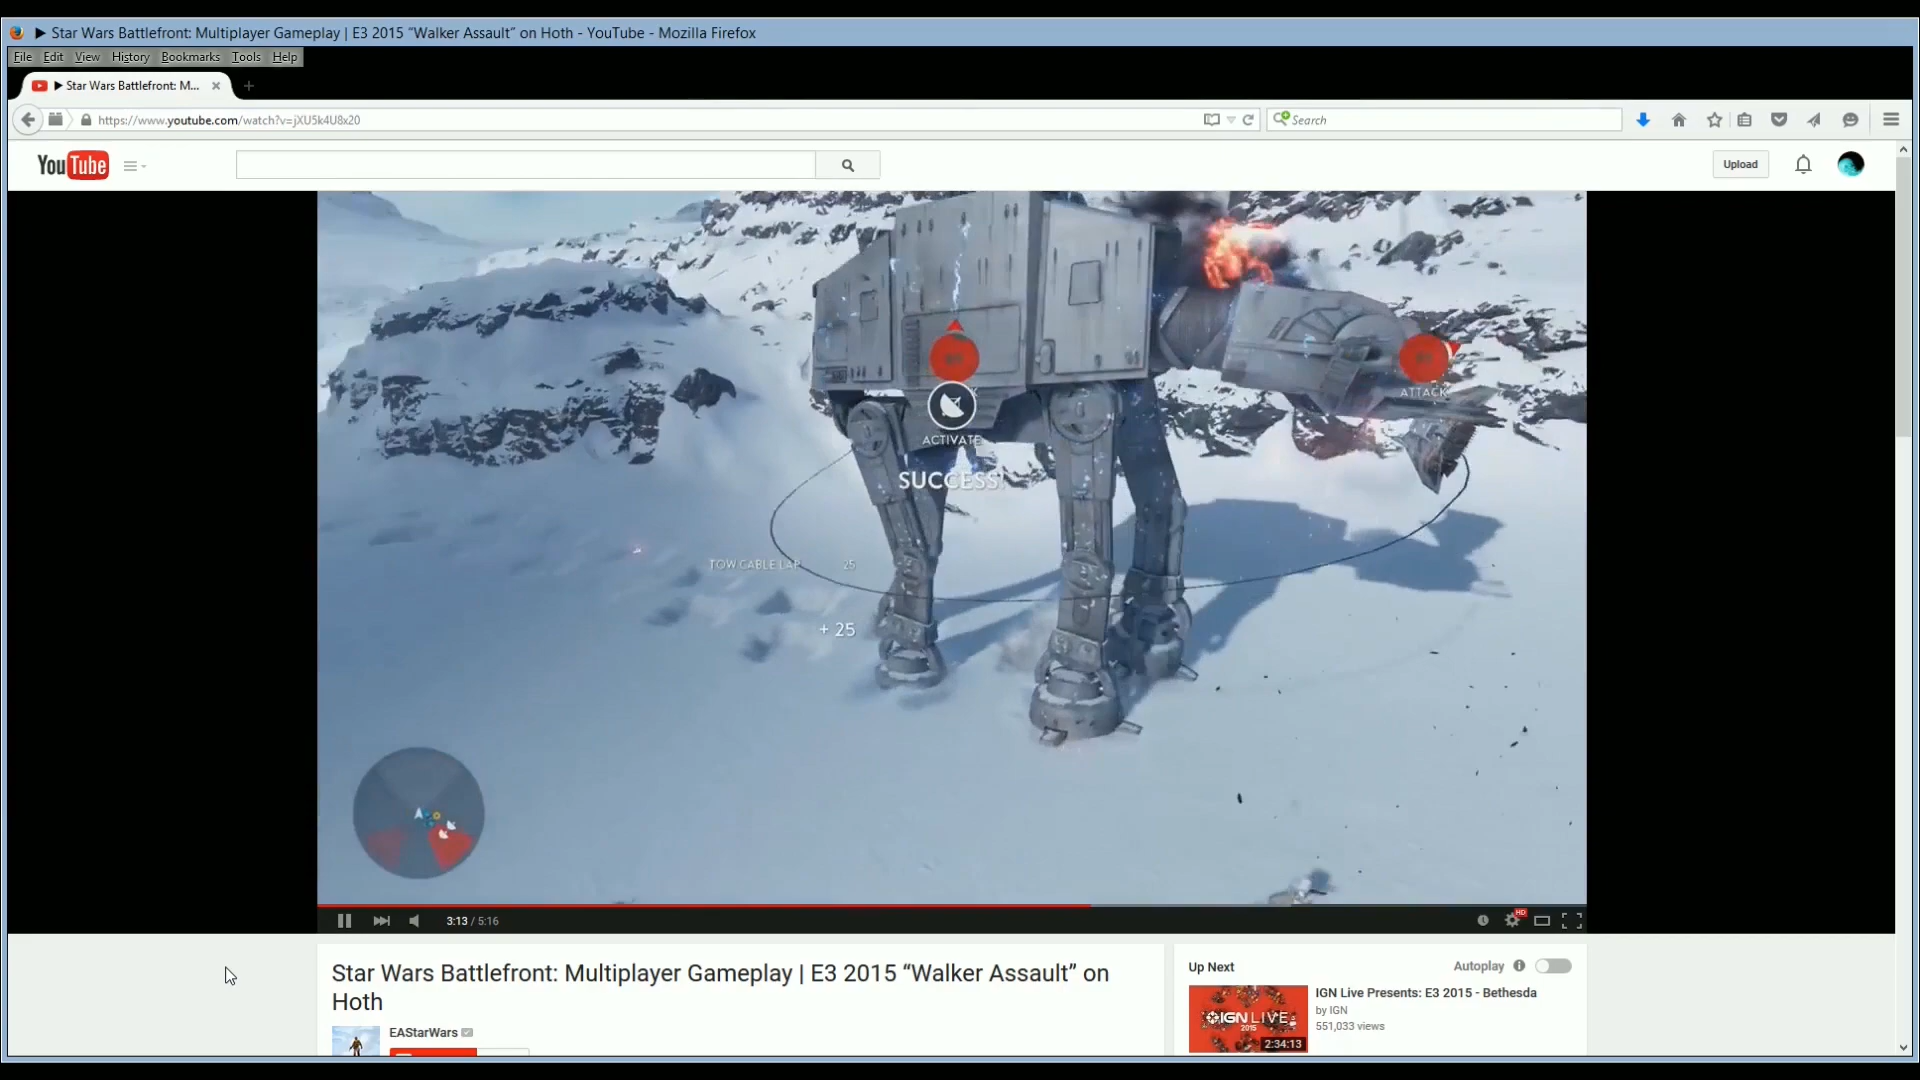 ▶ Star Wars Battlefront: Multiplayer Gameplay | E3 2015 “Walker Assault” on Hoth - YouTube - Mozilla Firefox
File Edit View History Bookmarks Tools Help
▶ Star Wars Battlefront: M...
https://www.youtube.com/watch?v=jXU5k4U8x20
Search
YouTube
Upload
ATTACK
ACTIVATE
SUCCESS!
TOW CABLE LAP 25
+ 25
3:13 / 5:16
HD
Star Wars Battlefront: Multiplayer Gameplay | E3 2015 “Walker Assault” on
Hoth
EAStarWars
Up Next
Autoplay
IGN LIVE
2015
2:34:13
IGN Live Presents: E3 2015 - Bethesda
by IGN
551,033 views